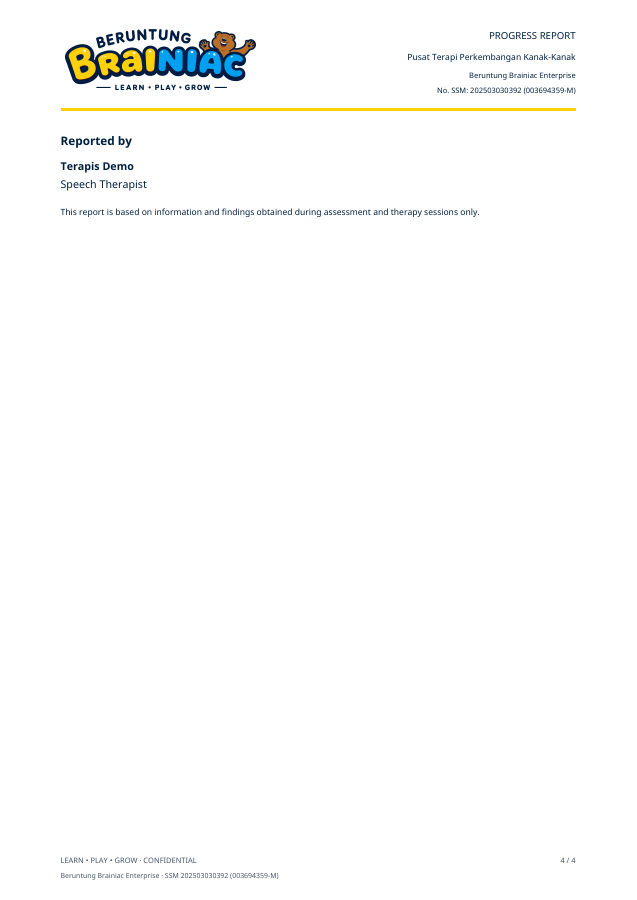 BERUNTUNG
BRAINIAC
LEARN • PLAY • GROW
PROGRESS REPORT
Pusat Terapi Perkembangan Kanak-Kanak
Beruntung Brainiac Enterprise
No. SSM: 202503030392 (003694359-M)
Reported by
Terapis Demo
Speech Therapist
This report is based on information and findings obtained during assessment and therapy sessions only.
LEARN • PLAY • GROW · CONFIDENTIAL
4 / 4
Beruntung Brainiac Enterprise · SSM 202503030392 (003694359-M)